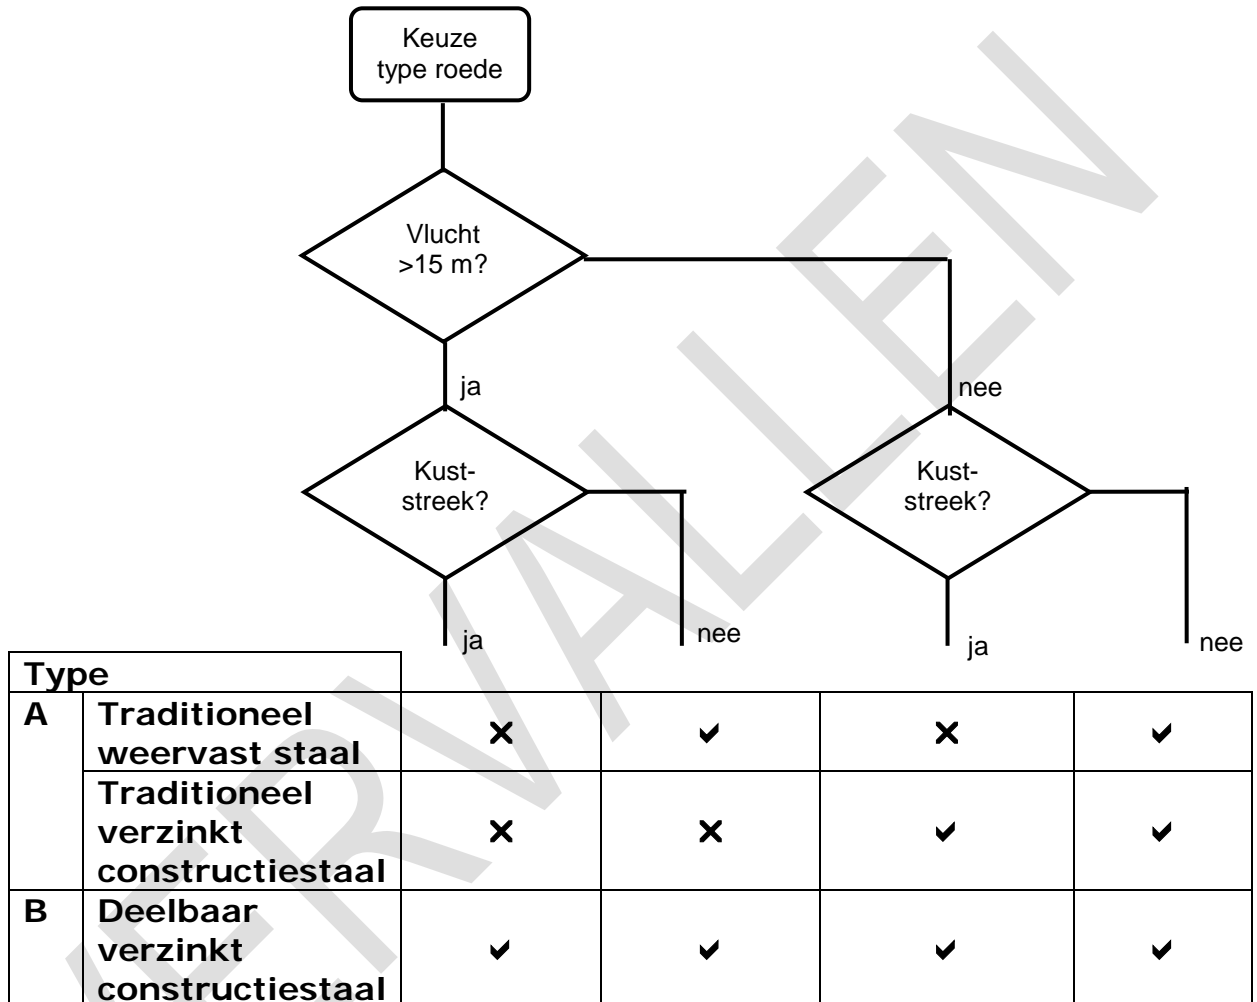 Keuze
type roede
Vlucht
>15 m?
ja
nee
Kust-
streek?
Kust-
streek?
ja
nee
ja
nee
Type
A
Traditioneel
weervast staal
Traditioneel
verzinkt
constructiestaal
B
Deelbaar
verzinkt
constructiestaal
VERVALLEN